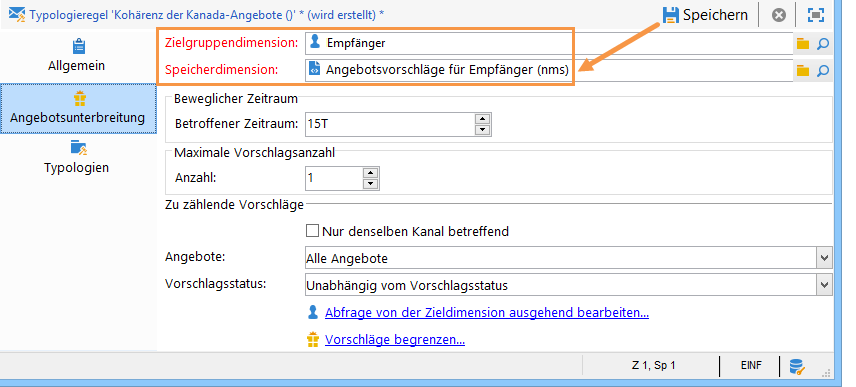 Typologieregel 'Kohärenz der Kanada-Angebote ()' * (wird erstellt) *
Speichern
Allgemein
Angebotsunterbreitung
Typologien
Zielgruppendimension: Empfänger
Speicherdimension: Angebotsvorschläge für Empfänger (nms)
Beweglicher Zeitraum
Betroffener Zeitraum: 15T
Maximale Vorschlagsanzahl
Anzahl: 1
Zu zählende Vorschläge
Nur denselben Kanal betreffend
Angebote: Alle Angebote
Vorschlagsstatus: Unabhängig vom Vorschlagsstatus
Abfrage von der Zieldimension ausgehend bearbeiten...
Vorschläge begrenzen...
Z 1, Sp 1 EINF